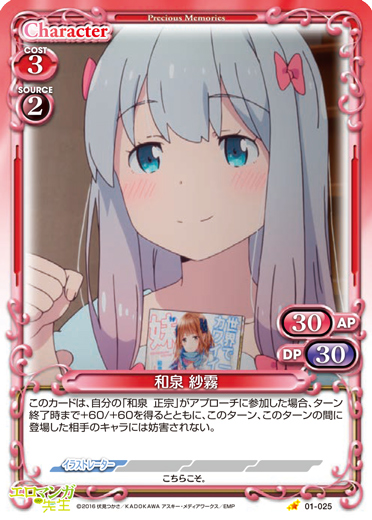 Precious Memories
Character
COST
3
SOURCE
2
妹
世界で
30 AP
DP 30
和泉 紗霧
このカードは、自分の「和泉 正宗」がアプローチに参加した場合、ターン
終了時まで+60/+60を得るとともに、このターン、このターンの間に
登場した相手のキャラには妨害されない。
イラストレーター
こちらこそ。
エロマンガ
先生
©2016 伏見つかさ/KADOKAWA アスキー・メディアワークス/EMP
01-025